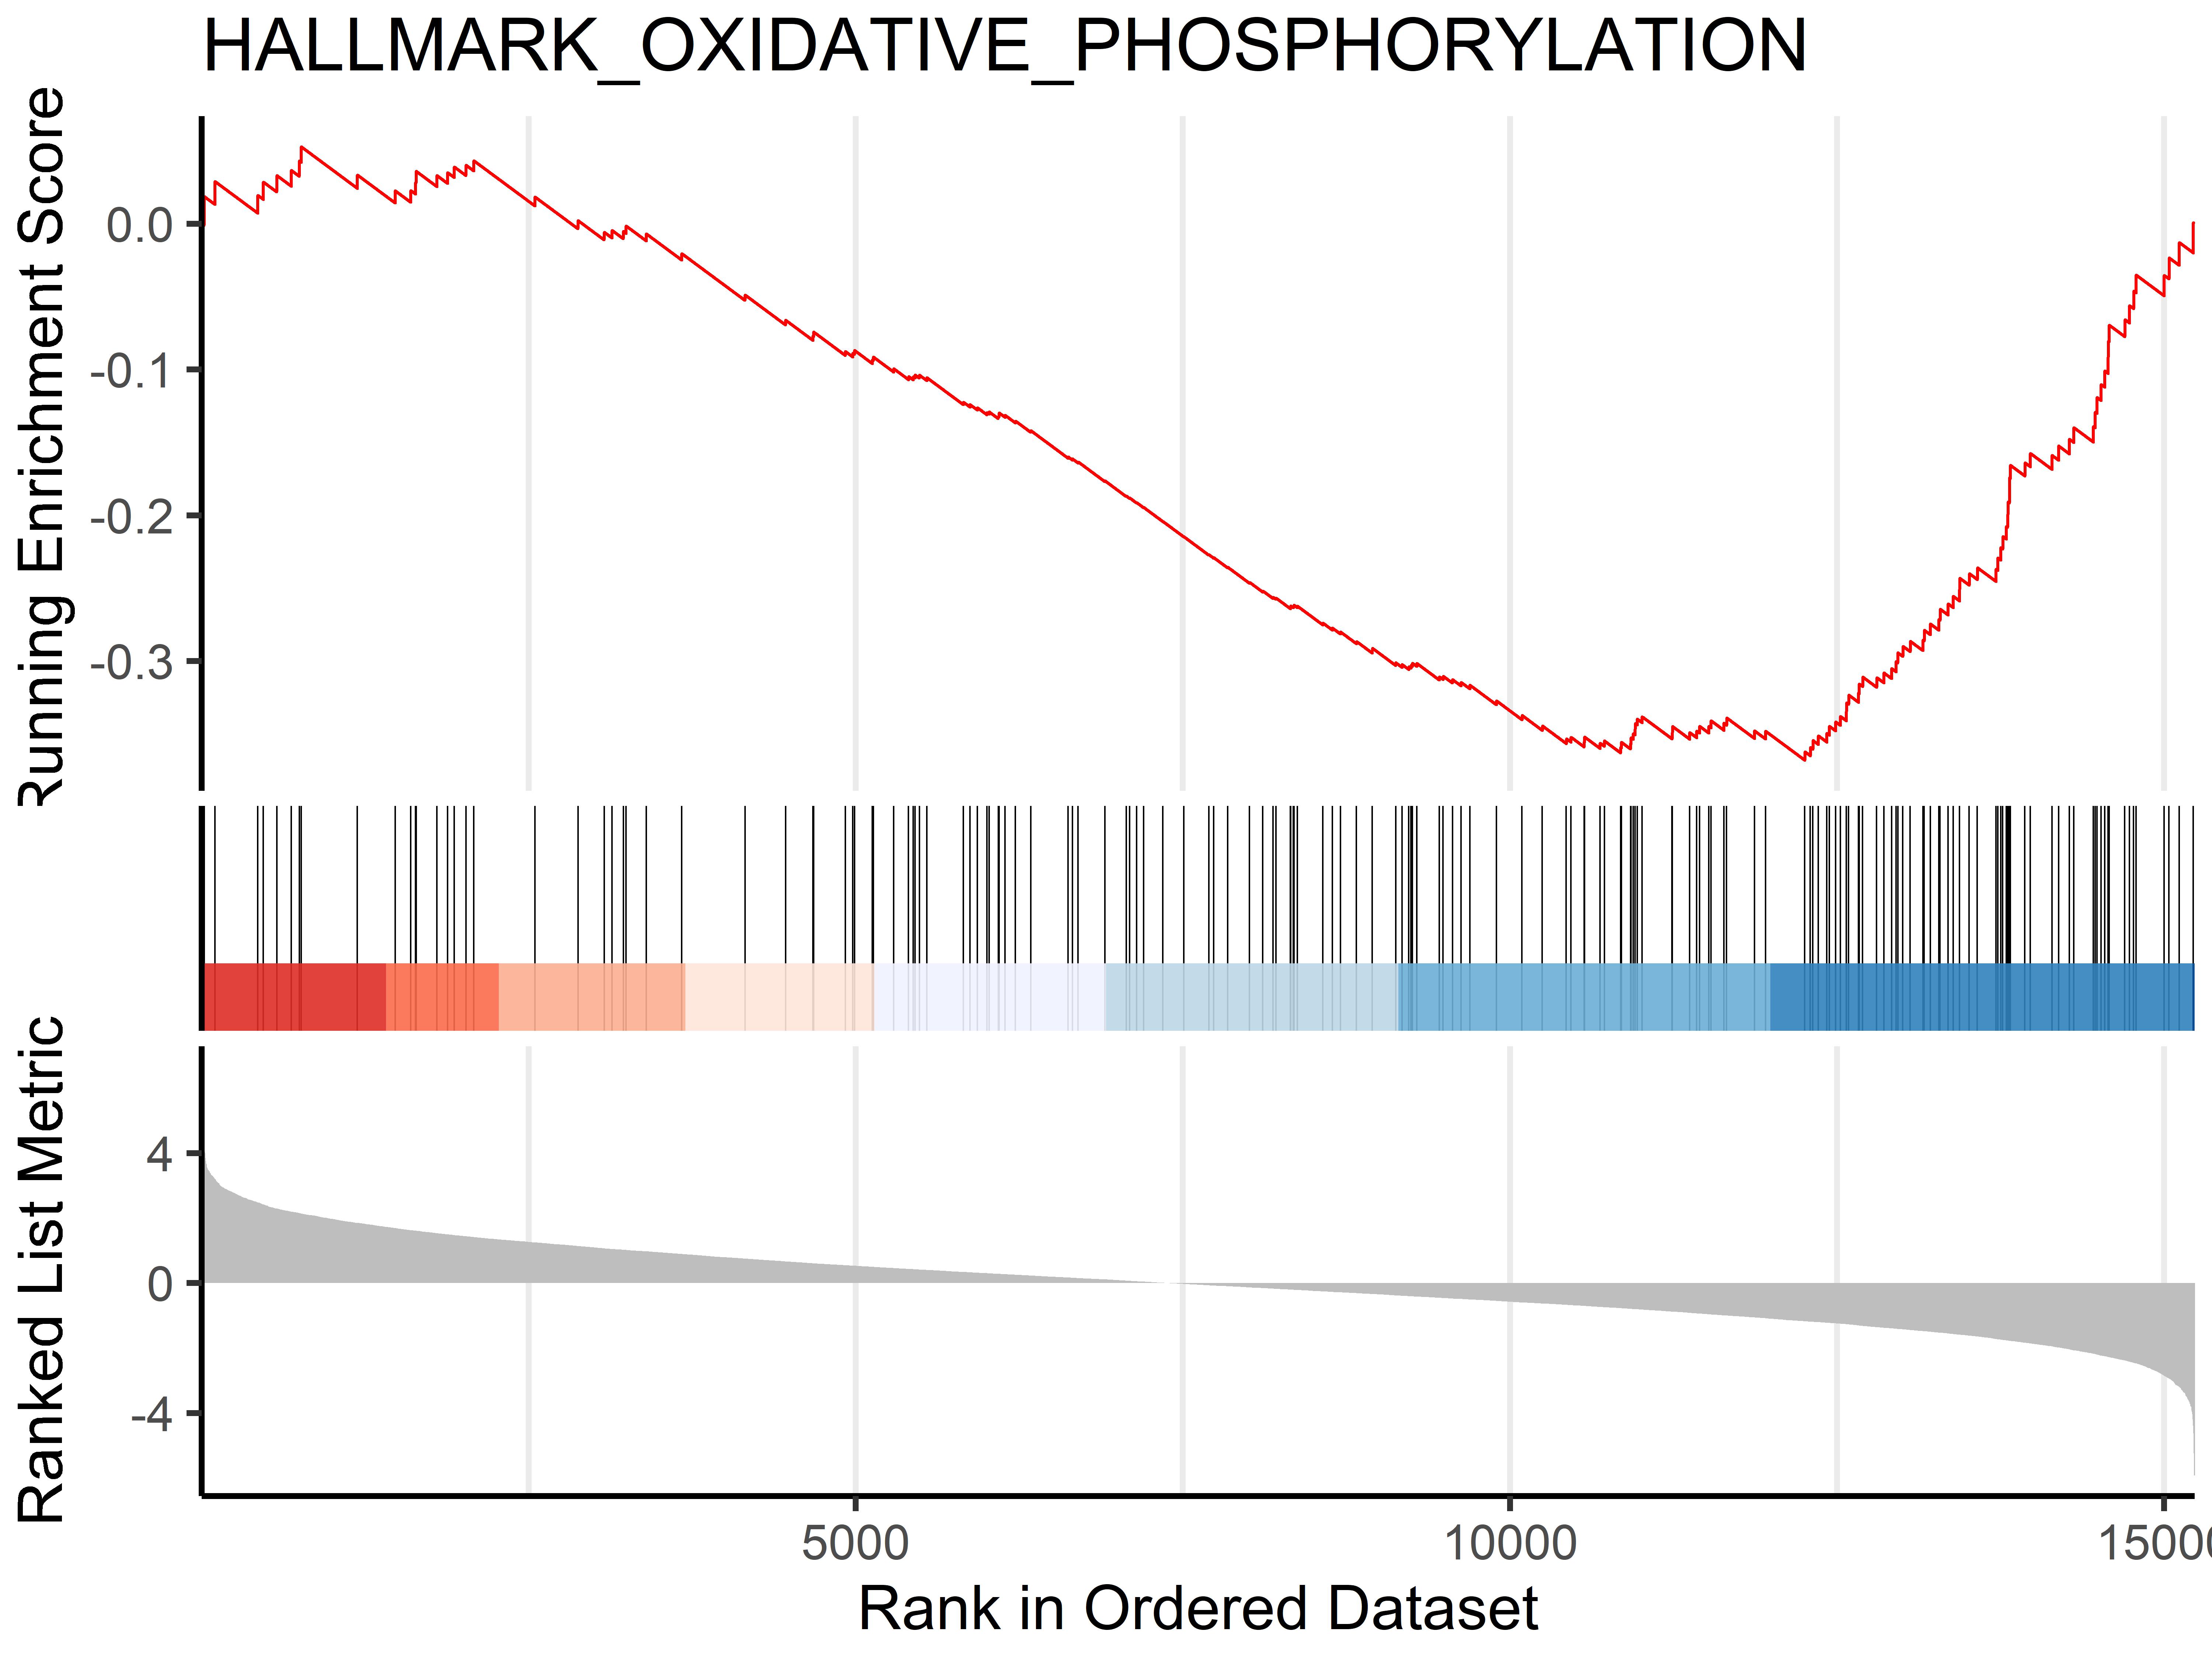 HALLMARK_OXIDATIVE_PHOSPHORYLATION
Running Enrichment Score
0.0
-0.1
-0.2
-0.3
Ranked List Metric
4
0
-4
5000
10000
15000
Rank in Ordered Dataset